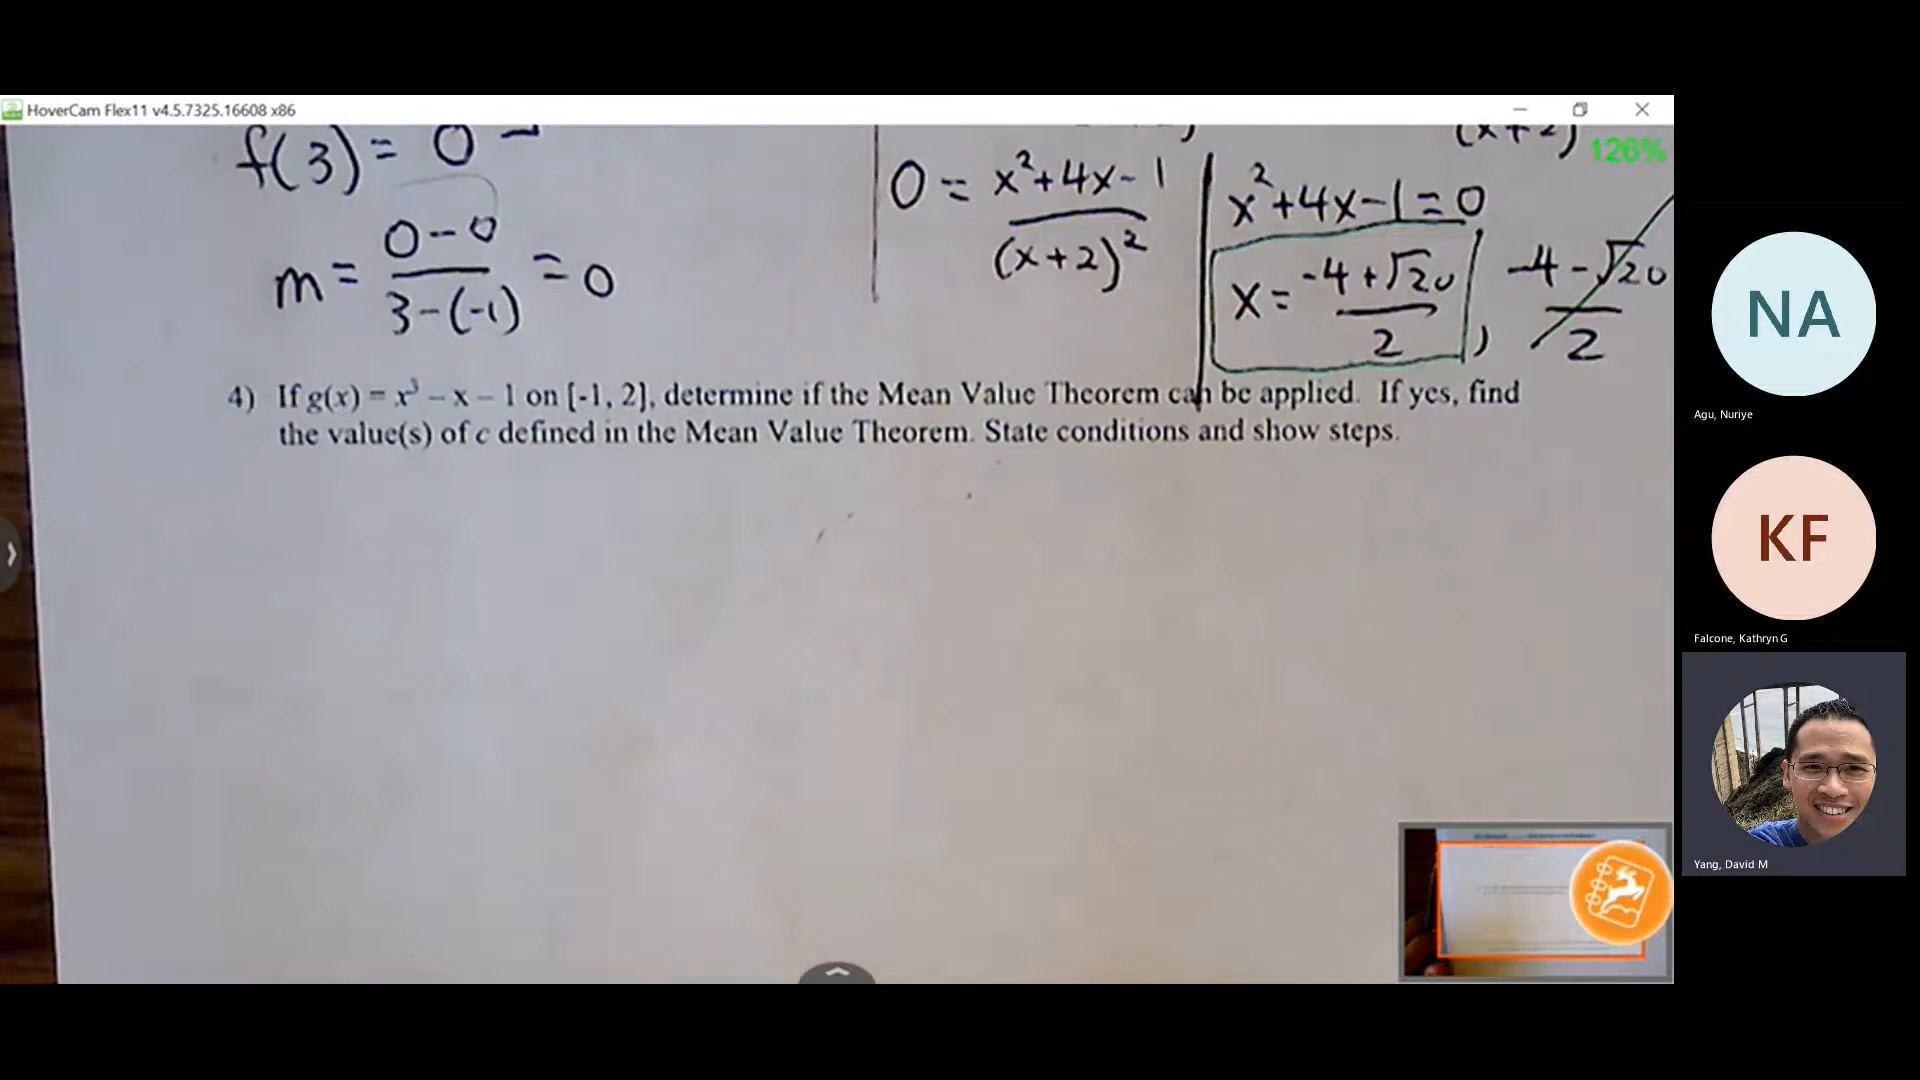 HoverCam Flex11 v4.5.7325.16608 x86
126%
f(3) = 0
m = 0-0 / 3-(-1) = 0
0 = x²+4x-1 / (x+2)²
(x+2)
x²+4x-1=0
x = -4+√20 / 2 , -4-√20 / 2
4) If g(x) = x³ – x – 1 on [-1, 2], determine if the Mean Value Theorem can be applied. If yes, find
the value(s) of c defined in the Mean Value Theorem. State conditions and show steps.
NA
Agu, Nuriye
KF
Falcone, Kathryn G
Yang, David M